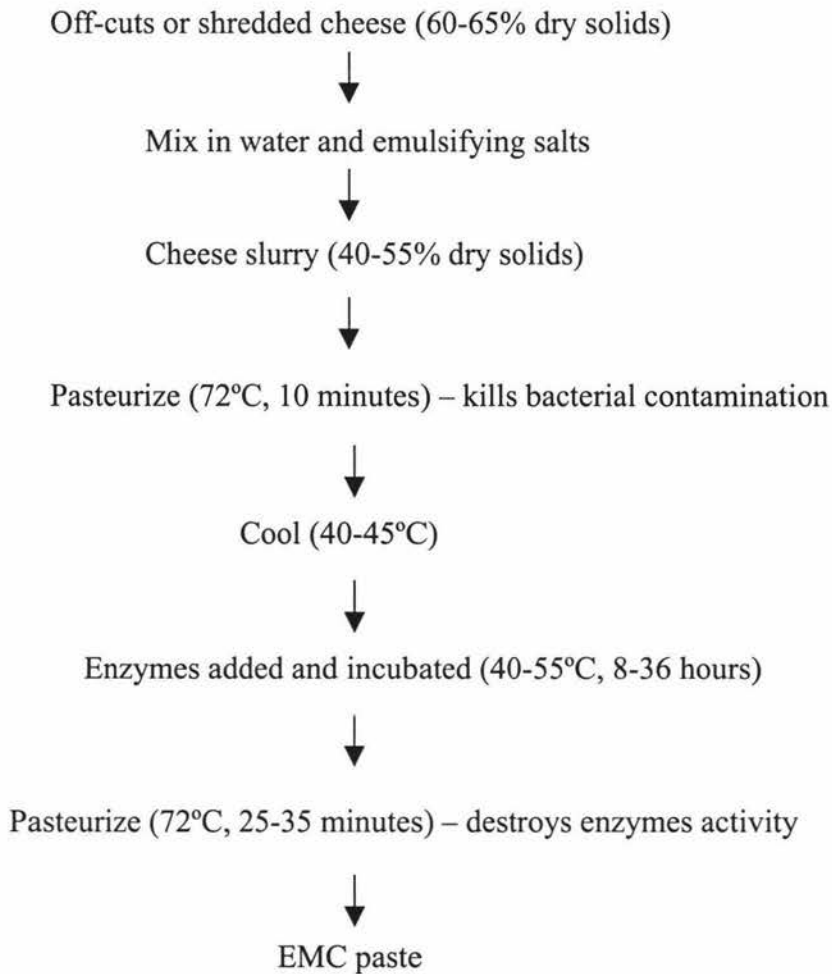 Off-cuts or shredded cheese (60-65% dry solids)
Mix in water and emulsifying salts
Cheese slurry (40-55% dry solids)
Pasteurize (72ºC, 10 minutes) – kills bacterial contamination
Cool (40-45ºC)
Enzymes added and incubated (40-55ºC, 8-36 hours)
Pasteurize (72ºC, 25-35 minutes) – destroys enzymes activity
EMC paste